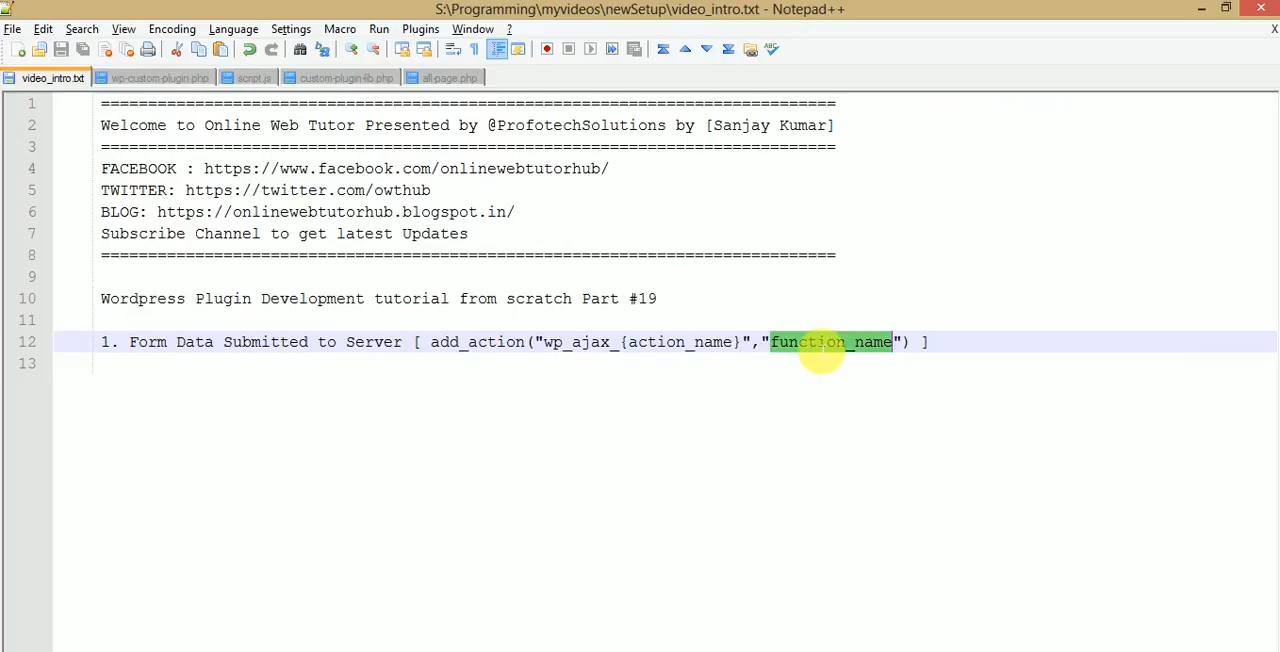 S:\Programming\myvideos\newSetup\video_intro.txt - Notepad++
File Edit Search View Encoding Language Settings Macro Run Plugins Window ? X
video_intro.txt wp-custom-plugin.php script.js custom-plugin-lib.php all-page.php
1 ==============================================================================
2 Welcome to Online Web Tutor Presented by @ProfotechSolutions by [Sanjay Kumar]
3 ==============================================================================
4 FACEBOOK : https://www.facebook.com/onlinewebtutorhub/
5 TWITTER: https://twitter.com/owthub
6 BLOG: https://onlinewebtutorhub.blogspot.in/
7 Subscribe Channel to get latest Updates
8 ==============================================================================
9
10 Wordpress Plugin Development tutorial from scratch Part #19
11
12 1. Form Data Submitted to Server [ add_action("wp_ajax_{action_name}","function_name") ]
13